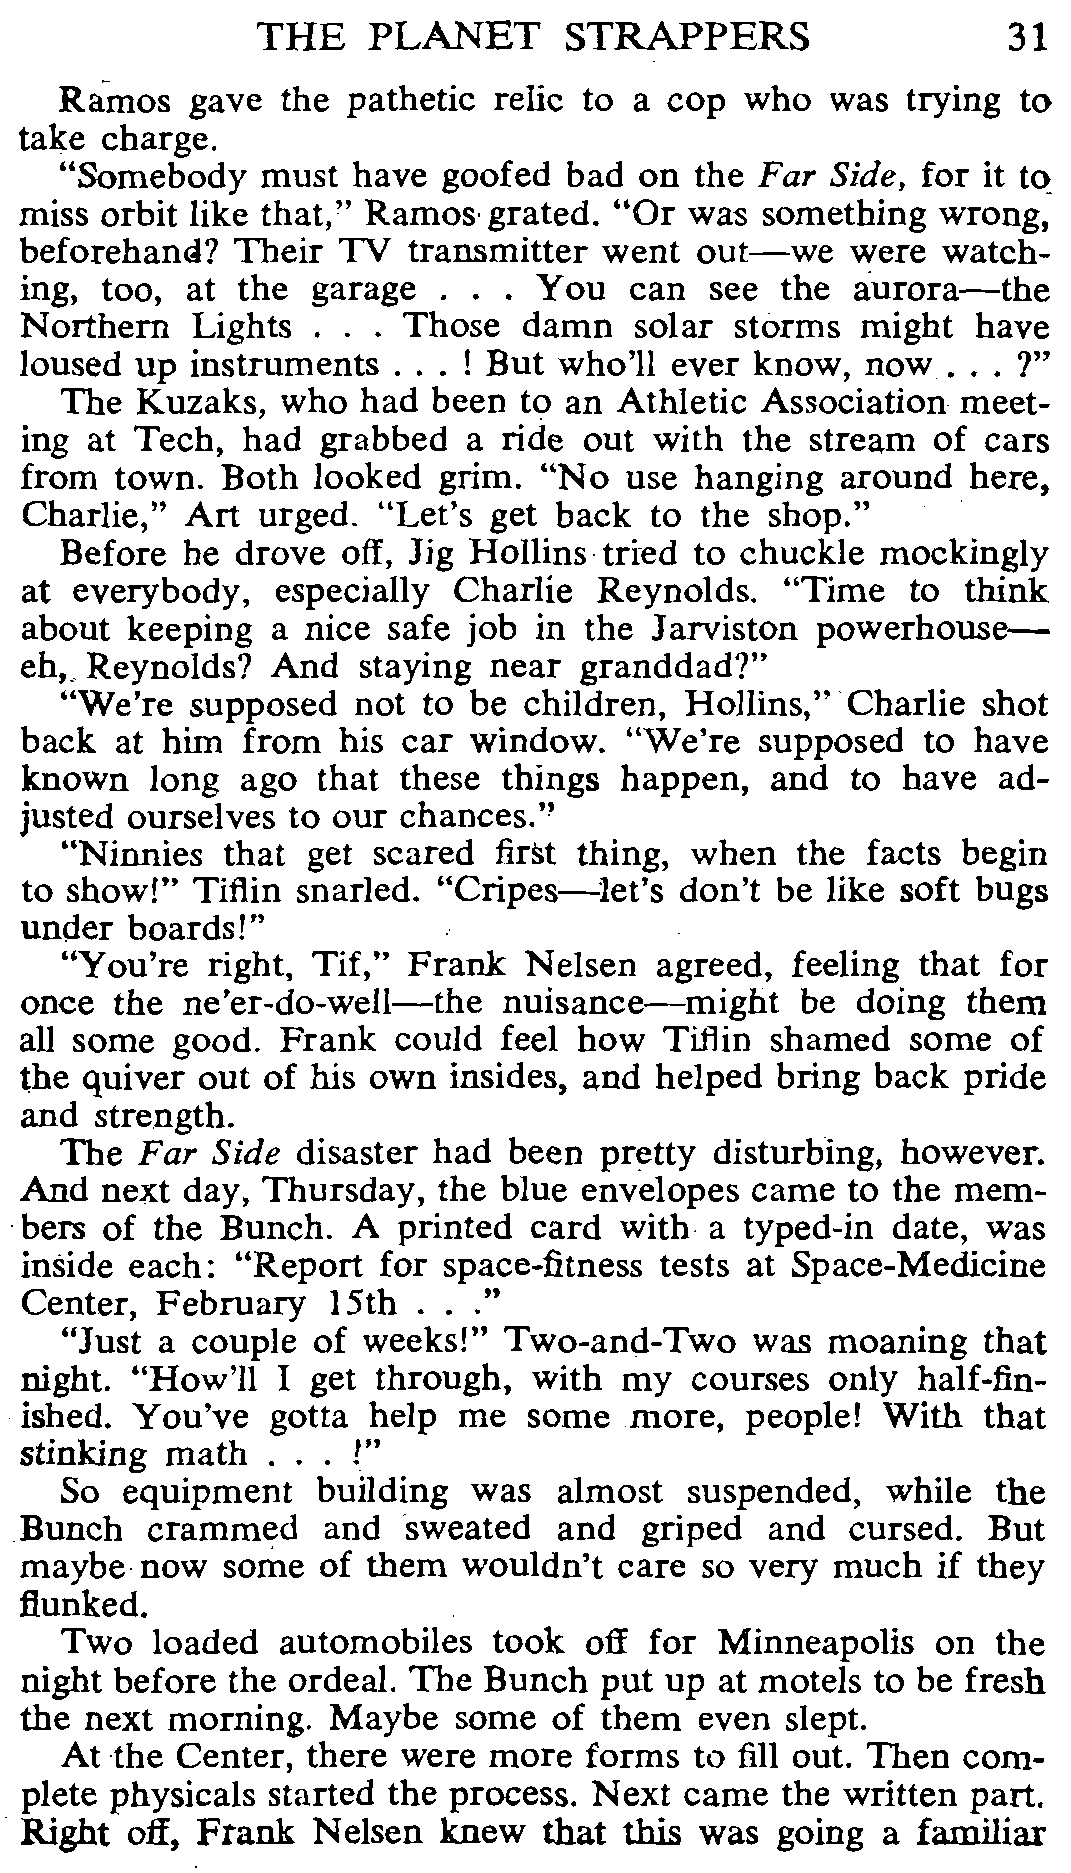 THE PLANET STRAPPERS 31
Ramos gave the pathetic relic to a cop who was trying to
take charge.
“Somebody must have goofed bad on the Far Side, for it to
miss orbit like that,” Ramos grated. “Or was something wrong,
beforehand? Their TV transmitter went out—we were watch-
ing, too, at the garage . . . You can see the aurora—the
Northern Lights . . . Those damn solar storms might have
loused up instruments . . . ! But who'll ever know, now . . . ?”
The Kuzaks, who had been to an Athletic Association meet-
ing at Tech, had grabbed a ride out with the stream of cars
from town. Both looked grim. “No use hanging around here,
Charlie,” Art urged. “Let's get back to the shop.”
Before he drove off, Jig Hollins tried to chuckle mockingly
at everybody, especially Charlie Reynolds. “Time to think
about keeping a nice safe job in the Jarviston powerhouse—
eh, Reynolds? And staying near granddad?”
“We're supposed not to be children, Hollins,” Charlie shot
back at him from his car window. “We're supposed to have
known long ago that these things happen, and to have ad-
justed ourselves to our chances.”
“Ninnies that get scared first thing, when the facts begin
to show!” Tiflin snarled. “Cripes—let's don't be like soft bugs
under boards!”
“You're right, Tif,” Frank Nelsen agreed, feeling that for
once the ne'er-do-well—the nuisance—might be doing them
all some good. Frank could feel how Tiflin shamed some of
the quiver out of his own insides, and helped bring back pride
and strength.
The Far Side disaster had been pretty disturbing, however.
And next day, Thursday, the blue envelopes came to the mem-
bers of the Bunch. A printed card with a typed-in date, was
inside each: “Report for space-fitness tests at Space-Medicine
Center, February 15th . . .”
“Just a couple of weeks!” Two-and-Two was moaning that
night. “How'll I get through, with my courses only half-fin-
ished. You've gotta help me some more, people! With that
stinking math . . . !”
So equipment building was almost suspended, while the
Bunch crammed and sweated and griped and cursed. But
maybe now some of them wouldn't care so very much if they
flunked.
Two loaded automobiles took off for Minneapolis on the
night before the ordeal. The Bunch put up at motels to be fresh
the next morning. Maybe some of them even slept.
At the Center, there were more forms to fill out. Then com-
plete physicals started the process. Next came the written part.
Right off, Frank Nelsen knew that this was going a familiar